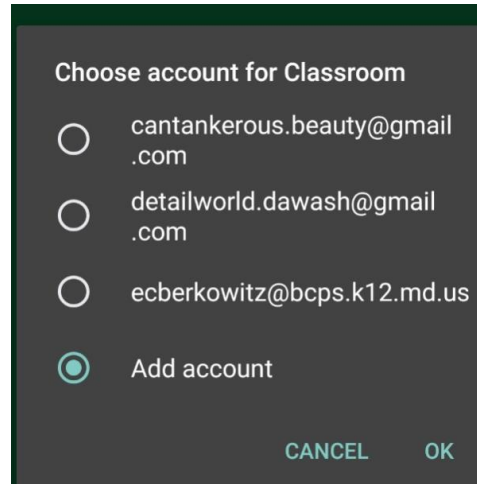 Choose account for Classroom
cantankerous.beauty@gmail
.com
detailworld.dawash@gmail
.com
ecberkowitz@bcps.k12.md.us
Add account
CANCEL OK